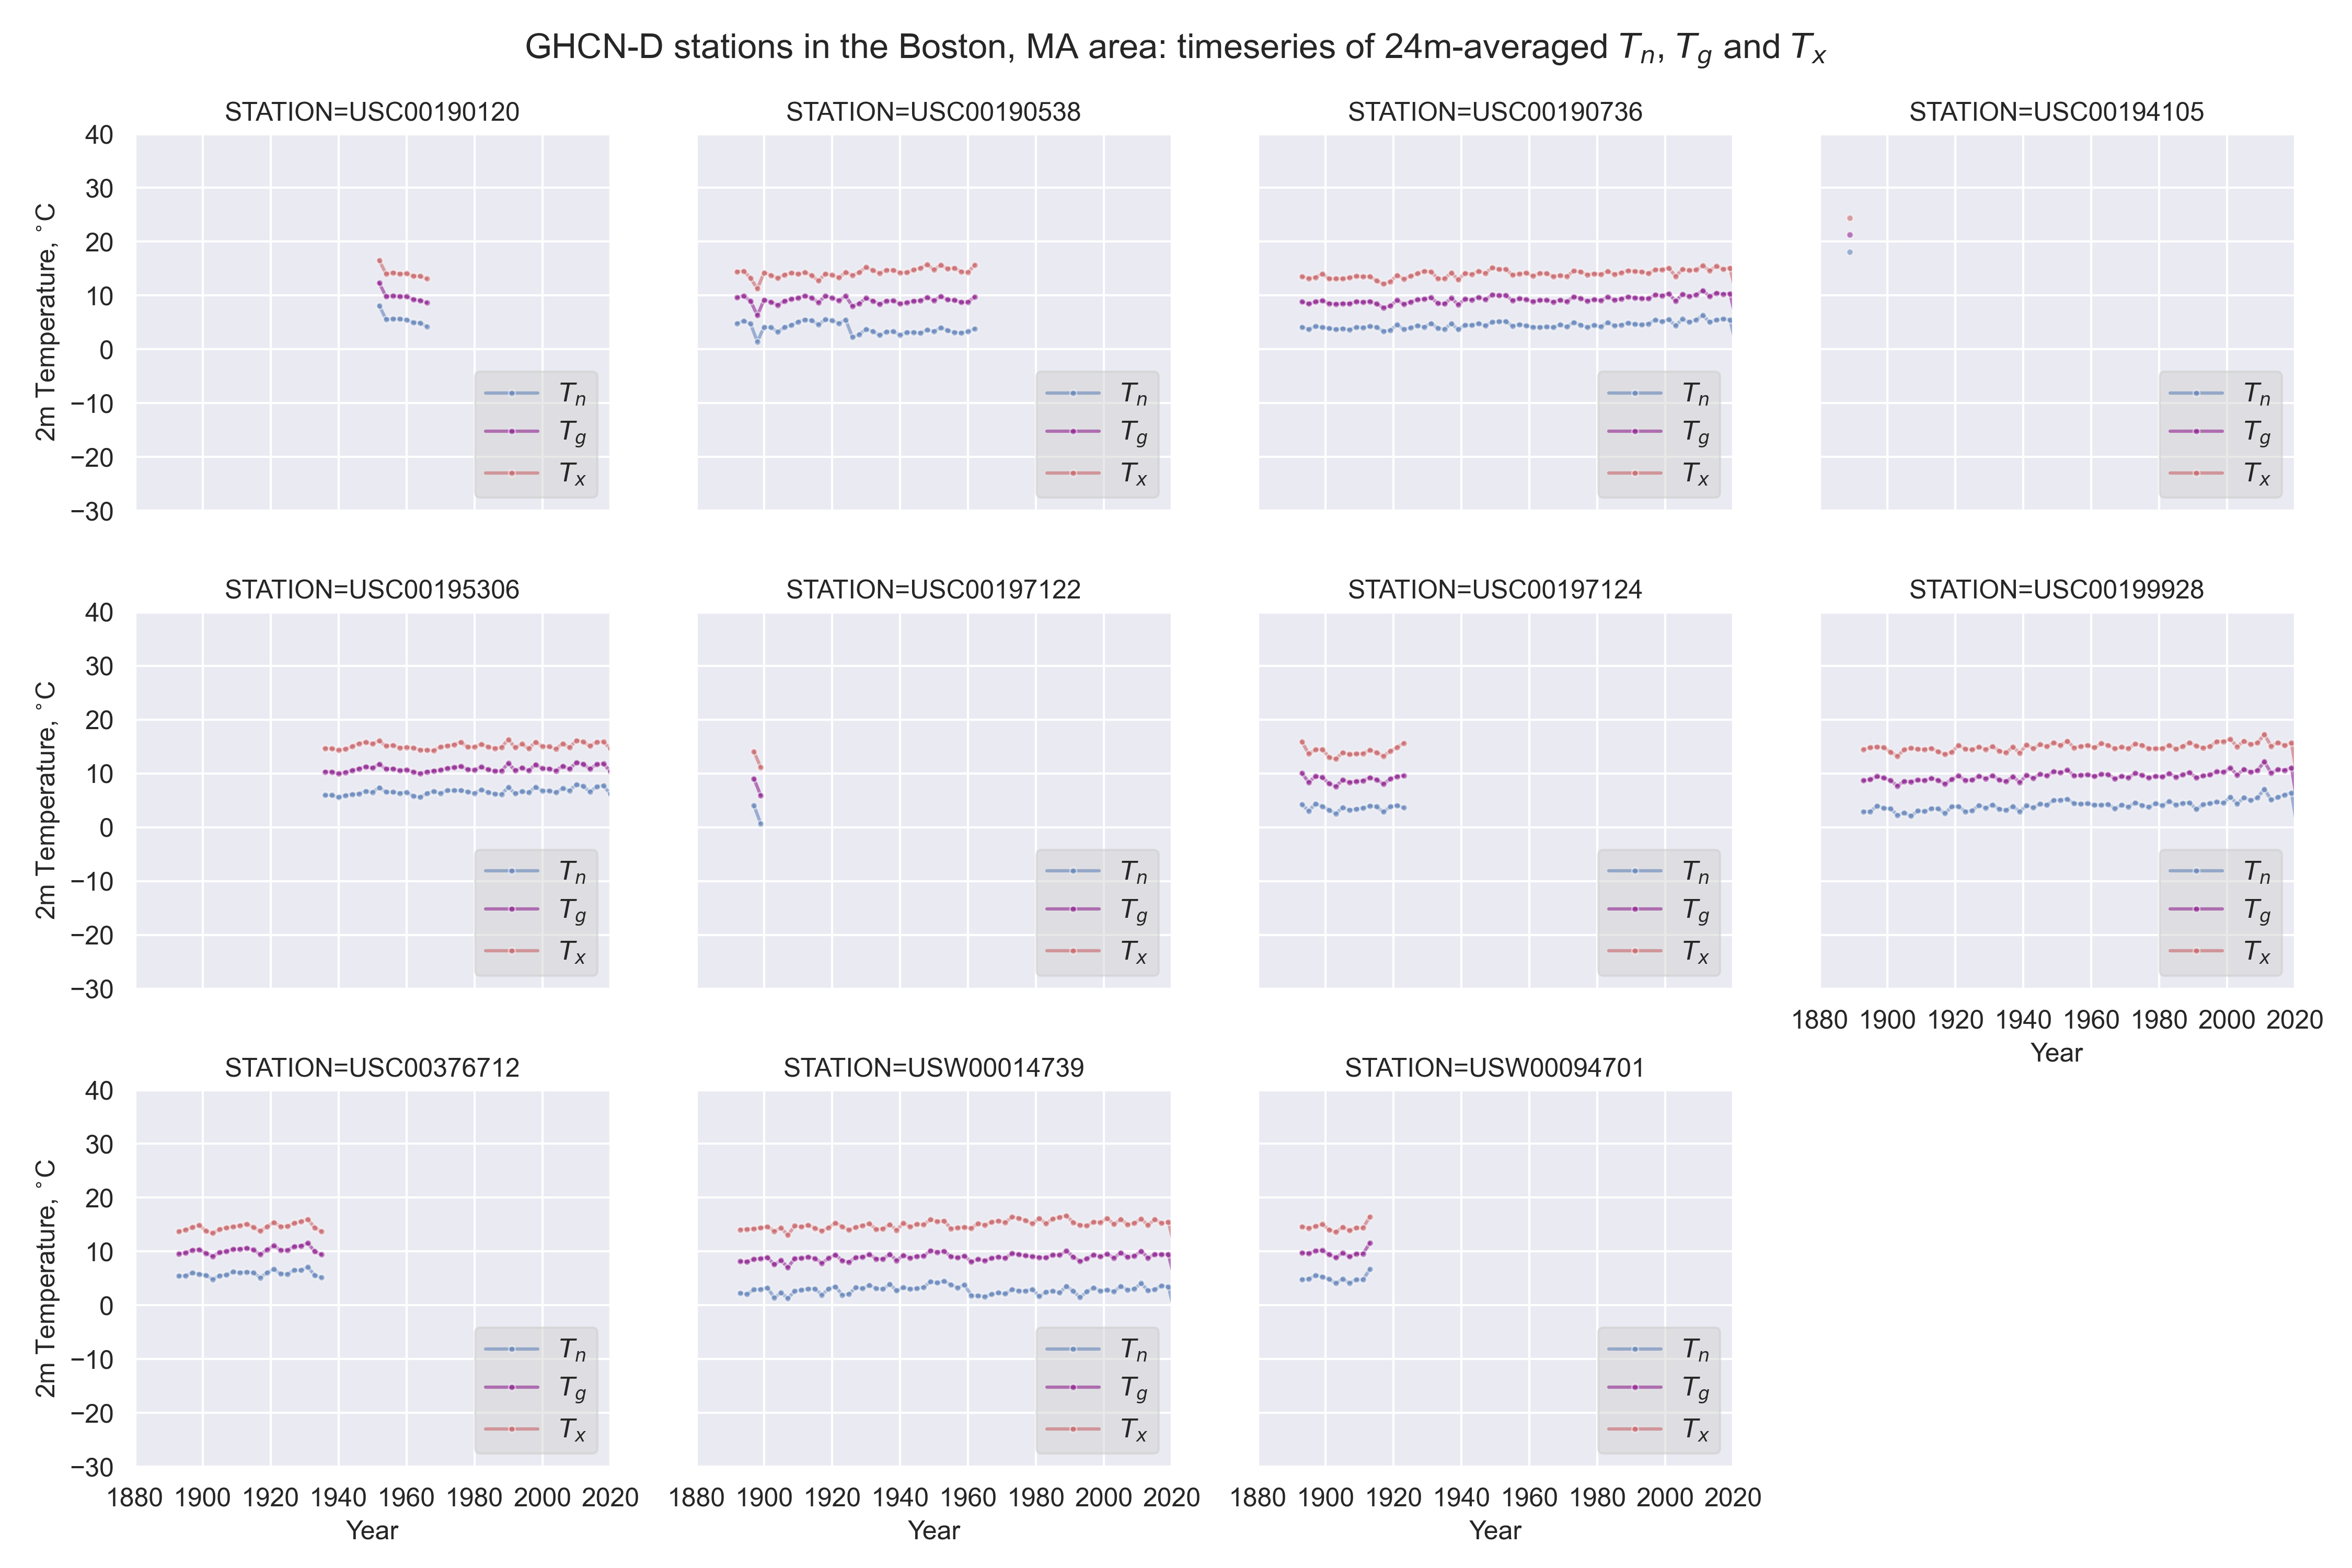 GHCN-D stations in the Boston, MA area: timeseries of 24m-averaged Tn, Tg and Tx
STATION=USC00190120
STATION=USC00190538
STATION=USC00190736
STATION=USC00194105
40
30
20
10
0
−10
−20
−30
2m Temperature, °C
Tn
Tg
Tx
Tn
Tg
Tx
Tn
Tg
Tx
Tn
Tg
Tx
STATION=USC00195306
STATION=USC00197122
STATION=USC00197124
STATION=USC00199928
40
30
20
10
0
−10
−20
−30
2m Temperature, °C
Tn
Tg
Tx
Tn
Tg
Tx
Tn
Tg
Tx
Tn
Tg
Tx
1880 1900 1920 1940 1960 1980 2000 2020
Year
STATION=USC00376712
STATION=USW00014739
STATION=USW00094701
40
30
20
10
0
−10
−20
−30
2m Temperature, °C
Tn
Tg
Tx
Tn
Tg
Tx
Tn
Tg
Tx
1880 1900 1920 1940 1960 1980 2000 2020
Year
1880 1900 1920 1940 1960 1980 2000 2020
Year
1880 1900 1920 1940 1960 1980 2000 2020
Year